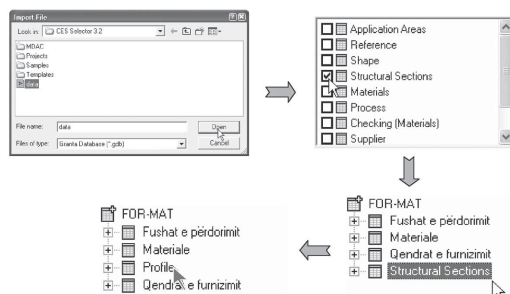 Import File
Look in: CES Selector 3.2
MDAC
Projects
Samples
Templates
data
File name: data
Open
Files of type: Granta Database (*.gdb)
Cancel
Application Areas
Reference
Shape
Structural Sections
Materials
Process
Checking (Materials)
Supplier
FOR-MAT
Fushat e përdorimit
Materiale
Qendrat e furnizimit
Structural Sections
FOR-MAT
Fushat e përdorimit
Materiale
Profile
Qendrat e furnizimit